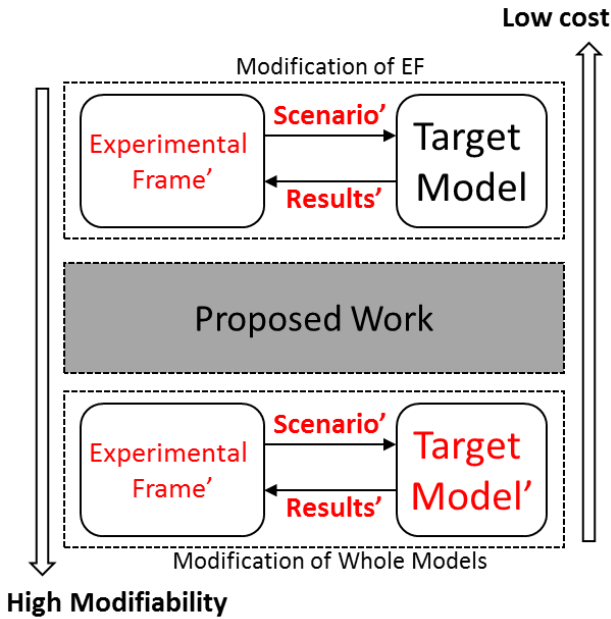 Low cost
Modification of EF
Experimental
Frame’
Scenario’
Results’
Target
Model
Proposed Work
Experimental
Frame’
Scenario’
Results’
Target
Model’
Modification of Whole Models
High Modifiability